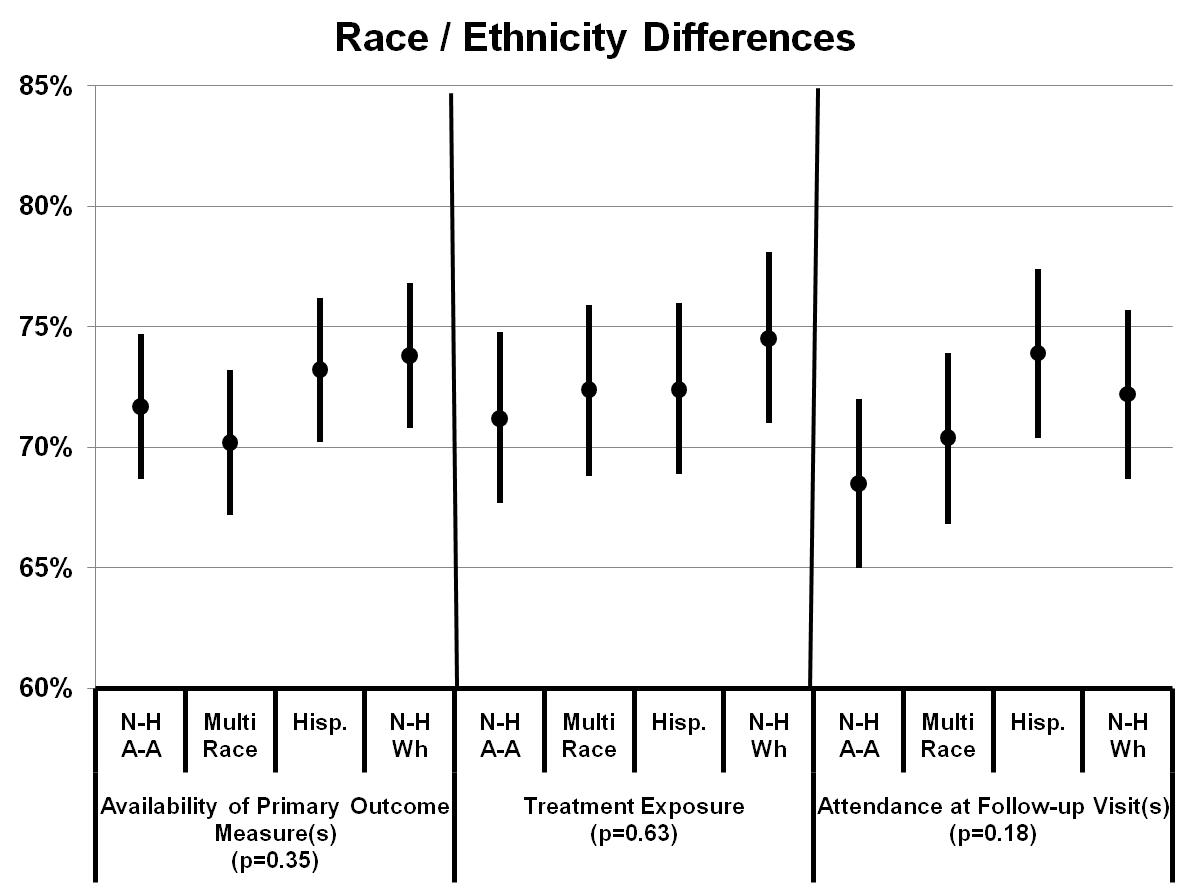 Race / Ethnicity Differences
85%
80%
75%
70%
65%
60%
N-H
A-A
Multi
Race
Hisp.
N-H
Wh
N-H
A-A
Multi
Race
Hisp.
N-H
Wh
N-H
A-A
Multi
Race
Hisp.
N-H
Wh
Availability of Primary Outcome
Measure(s)
(p=0.35)
Treatment Exposure
(p=0.63)
Attendance at Follow-up Visit(s)
(p=0.18)